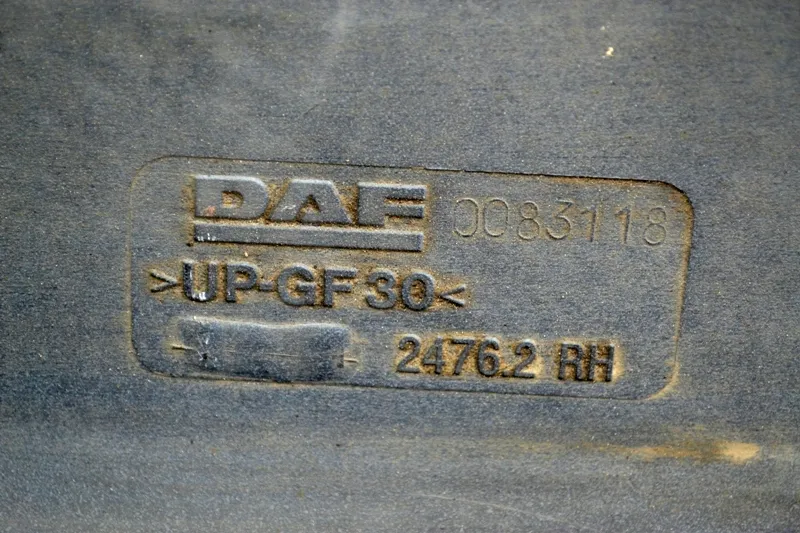 DAF 0083118
>UP-GF30<
2476.2 RH